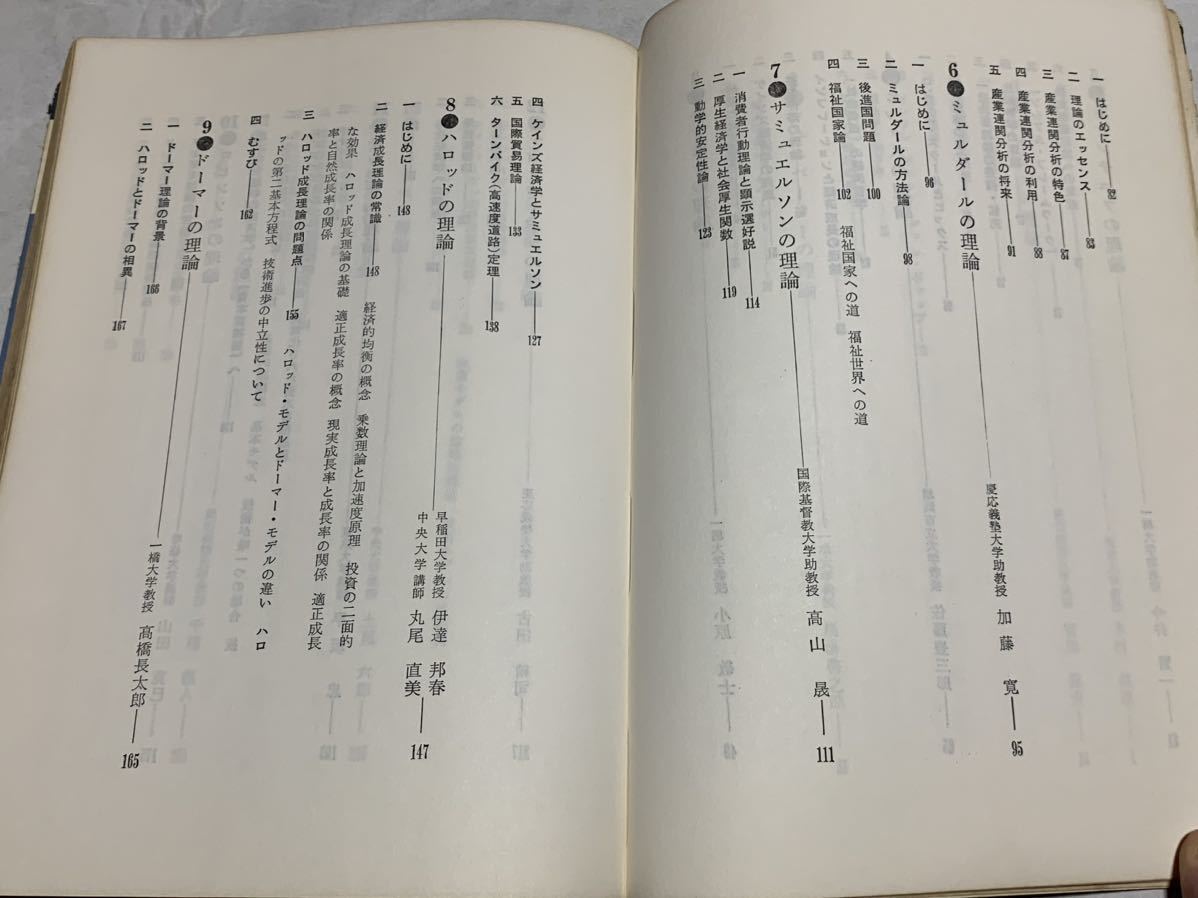 一 はじめに――82
二 理論のエッセンス――83
三 産業連関分析の特色――87
四 産業連関分析の利用――88
五 産業連関分析の将来――91
6 ミュルダールの理論――慶応義塾大学助教授 加藤 寛――95
一 はじめに――96
二 ミュルダールの方法論――98
三 後進国問題――100
四 福祉国家論――102 福祉国家への道 福祉世界への道
7 サミュエルソンの理論――国際基督教大学助教授 高山 晟――111
一 消費者行動理論と顕示選好説――114
二 厚生経済学と社会厚生関数――119
三 動学的安定性論――123
四 ケインズ経済学とサミュエルソン――127
五 国際貿易理論――133
六 ターンパイク(高速度道路)定理――138
8 ハロッドの理論――早稲田大学教授 伊達 邦春 中央大学講師 丸尾 直美――147
一 はじめに――148
二 経済成長理論の常識――148 経済的均衡の概念 乗数理論と加速度原理 投資の二面的
な効果 ハロッド成長理論の基礎 適正成長率の概念 現実成長率と成長率の関係 適正成長
率と自然成長率の関係
三 ハロッド成長理論の問題点――155 ハロッド・モデルとドーマー・モデルの違い ハロ
ッドの第二基本方程式 技術進歩の中立性について
四 むすび――162
9 ドーマーの理論――一橋大学教授 高橋長太郎――165
一 ドーマー理論の背景――166
二 ハロッドとドーマーの相異――167